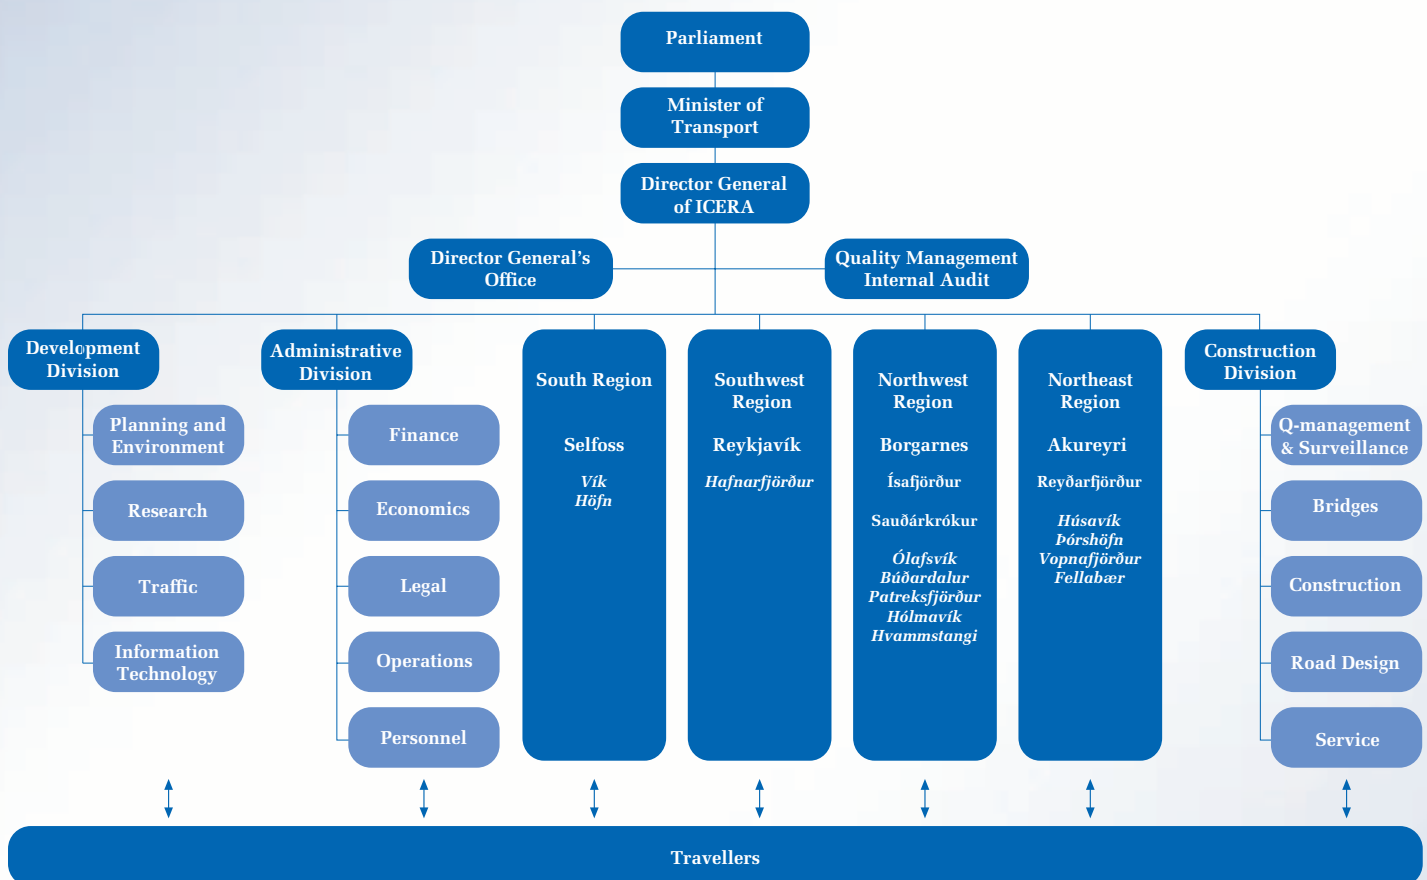 Parliament
Minister of
Transport
Director General
of ICERA
Director General's
Office
Quality Management
Internal Audit
Development
Division
Planning and
Environment
Research
Traffic
Information
Technology
Administrative
Division
Finance
Economics
Legal
Operations
Personnel
South Region
Selfoss
Vík
Höfn
Southwest
Region
Reykjavík
Hafnarfjörður
Northwest
Region
Borgarnes
Ísafjörður
Sauðárkrókur
Ólafsvík
Búðardalur
Patreksfjörður
Hólmavík
Hvammstangi
Northeast
Region
Akureyri
Reyðarfjörður
Húsavík
Þórshöfn
Vopnafjörður
Fellabær
Construction
Division
Q-management
& Surveillance
Bridges
Construction
Road Design
Service
Travellers